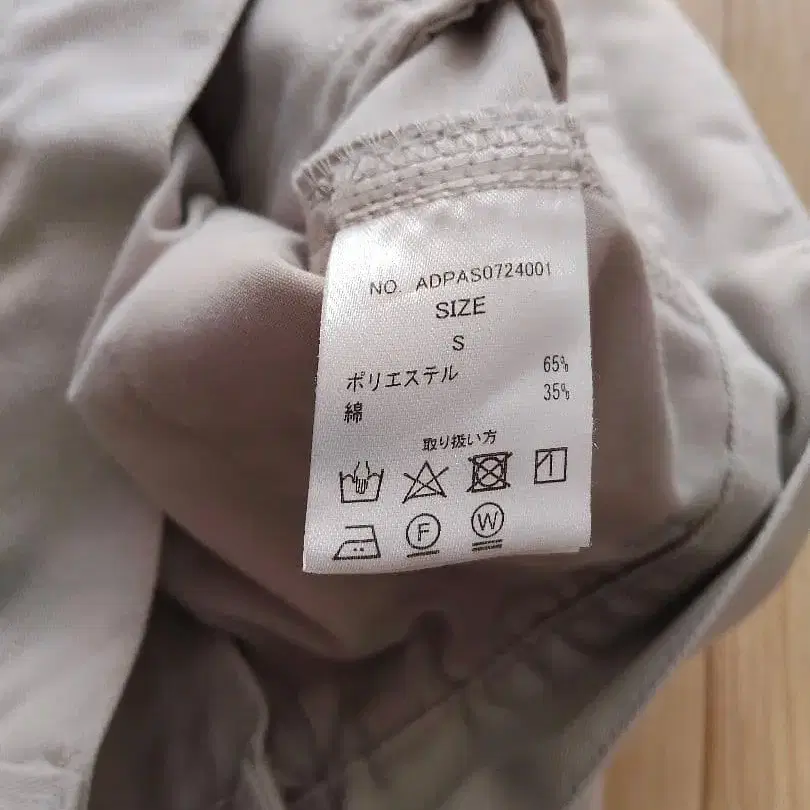 NO. ADPAS0724001
SIZE
S
ポリエステル 65%
綿 35%
取り扱い方
F W